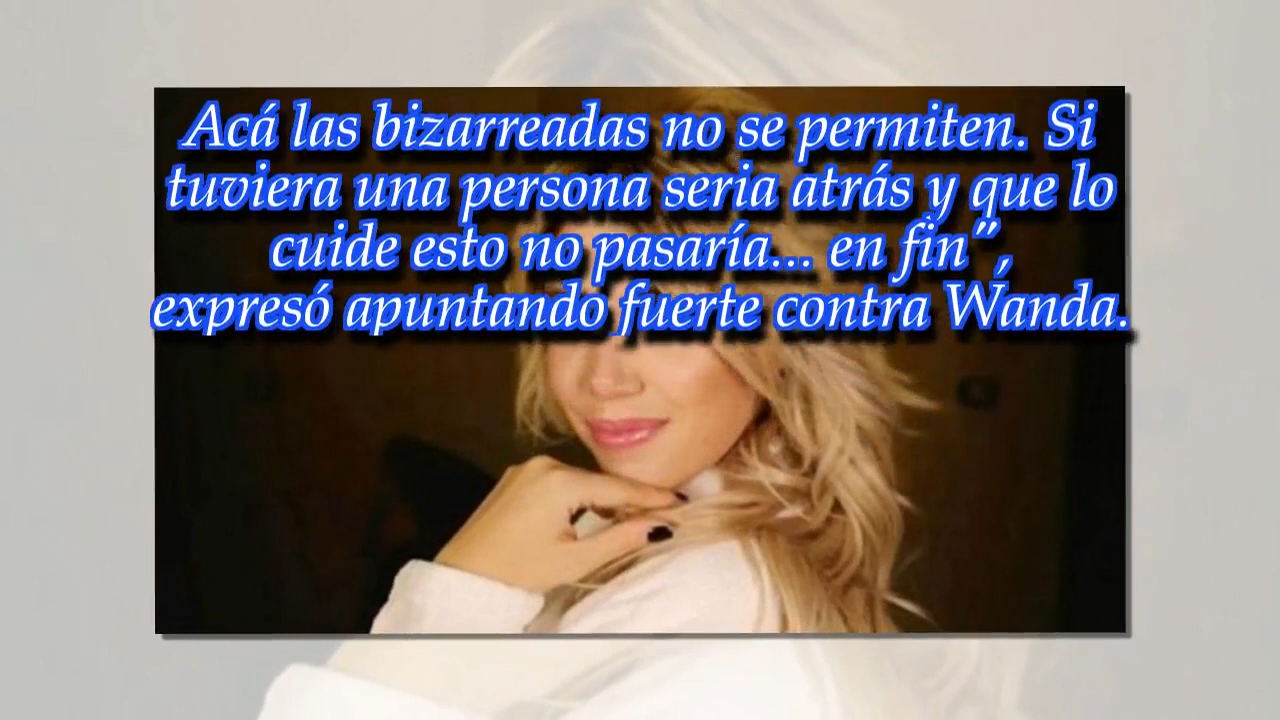 Acá las bizarreadas no se permiten. Si
tuviera una persona seria atrás y que lo
cuide esto no pasaría... en fin”,
expresó apuntando fuerte contra Wanda.